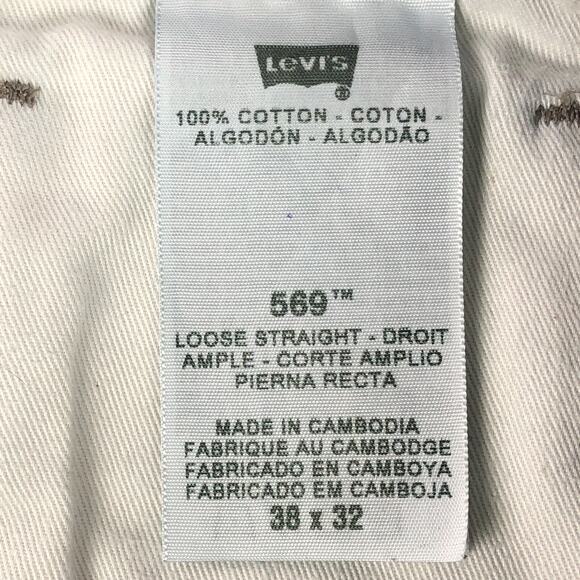 Levi's
®
100% COTTON - COTON -
ALGODÓN - ALGODÃO
569™
LOOSE STRAIGHT - DROIT
AMPLE - CORTE AMPLIO
PIERNA RECTA
MADE IN CAMBODIA
FABRIQUE AU CAMBODGE
FABRICADO EN CAMBOYA
FABRICADO EM CAMBOJA
38 x 32